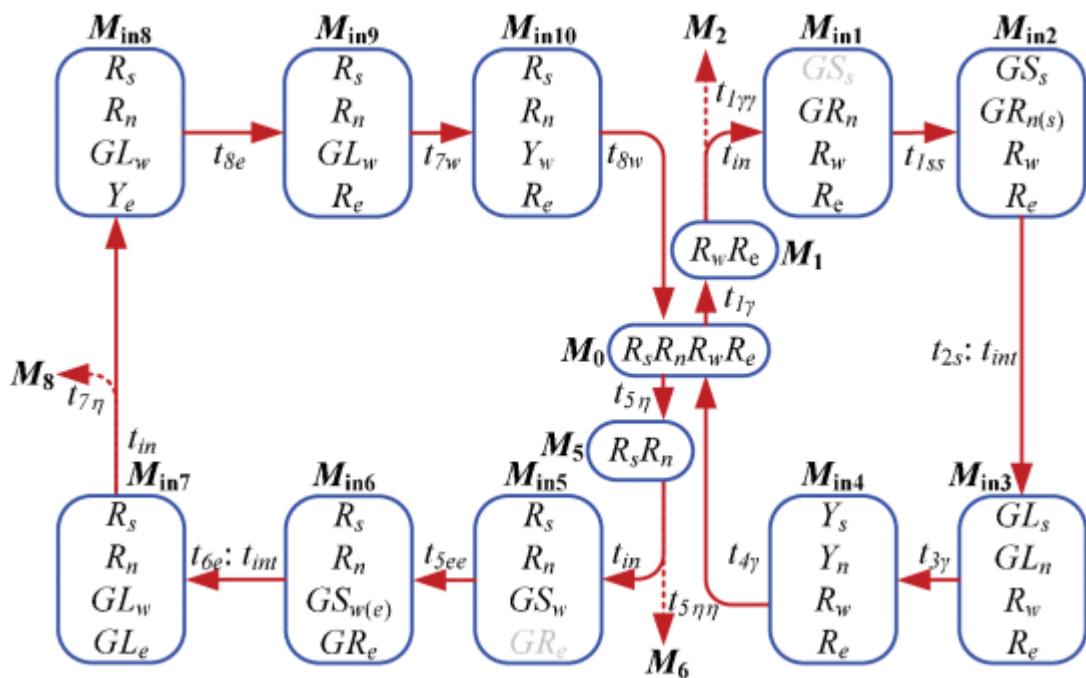 M_in8
R_s
R_n
GL_w
Y_e
t_8e
M_in9
R_s
R_n
GL_w
R_e
t_7w
M_in10
R_s
R_n
Y_w
R_e
t_8w
M_2
t_1γγ
t_in
M_in1
GS_s
GR_n
R_w
R_e
t_1ss
M_in2
GS_s
GR_n(s)
R_w
R_e
R_wR_e M_1
t_1γ
M_0 R_sR_nR_wR_e
t_2s: t_int
M_8
t_7η
t_in
t_5η
M_5 R_sR_n
M_in7
R_s
R_n
GL_w
GL_e
t_6e: t_int
M_in6
R_s
R_n
GS_w(e)
GR_e
t_5ee
M_in5
R_s
R_n
GS_w
GR_e
t_in
t_5ηη
M_6
t_4γ
M_in4
Y_s
Y_n
R_w
R_e
t_3γ
M_in3
GL_s
GL_n
R_w
R_e